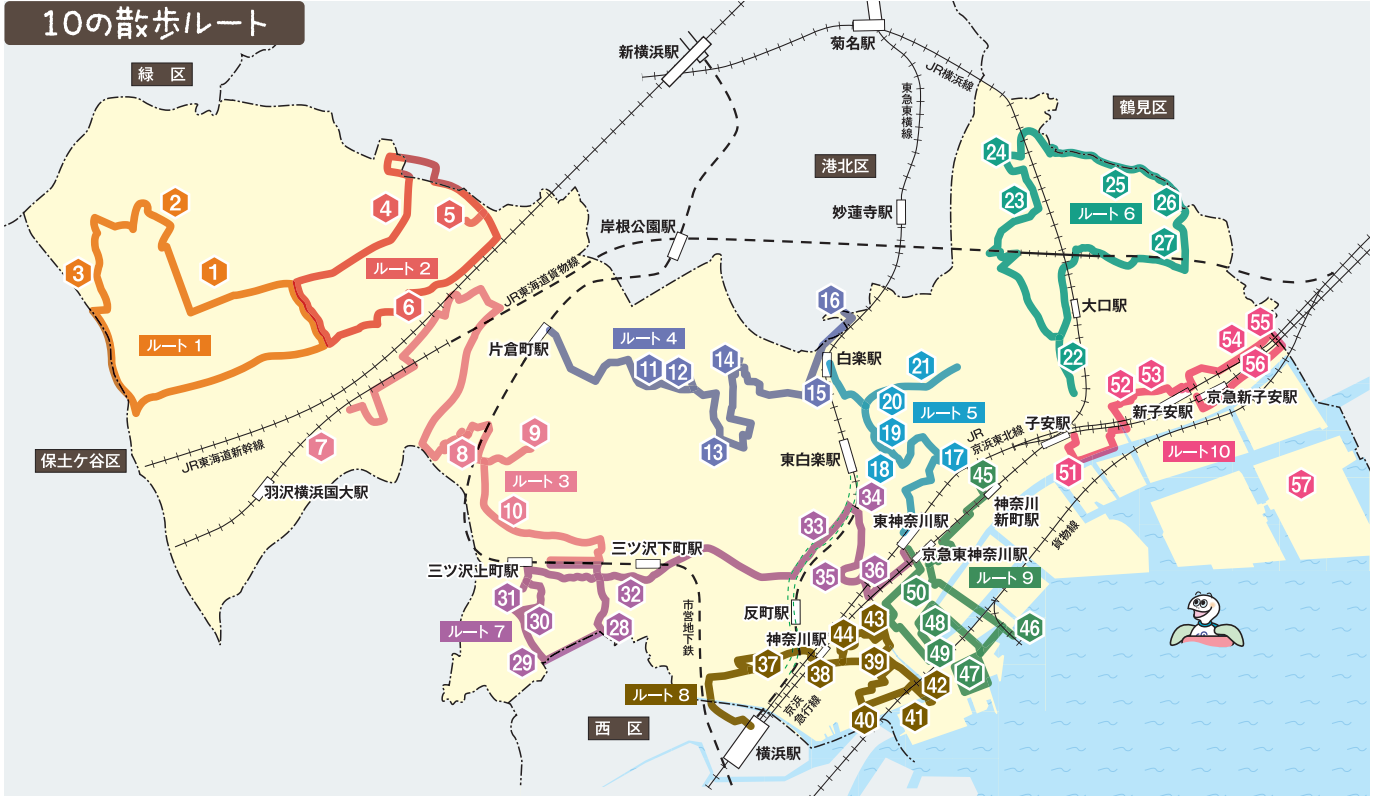 10の散歩ルート
緑 区
新横浜駅
菊名駅
JR横浜線
東急東横線
鶴見区
港北区
妙蓮寺駅
岸根公園駅
24
25
23
26
ルート6
27
2
4
5
3
1
ルート2
6
JR東海道貨物線
ルート1
大口駅
22
16
片倉町駅
ルート4
11
12
14
15
13
白楽駅
21
20
ルート5
19
18
17
東白楽駅
55
54
56
53
52
京急新子安駅
新子安駅
子安駅
JR
京浜東北線
51
ルート10
57
保土ケ谷区
7
JR東海道新幹線
羽沢横浜国大駅
8
9
ルート3
10
45
神奈川
新町駅
貨物線
34
33
東神奈川駅
京急東神奈川駅
ルート9
三ツ沢下町駅
三ツ沢上町駅
35
36
31
32
30
28
ルート7
29
市営地下鉄
反町駅
神奈川駅
50
48
46
49
47
43
44
37
38
39
42
ルート8
40
41
京浜
急行線
西 区
横浜駅